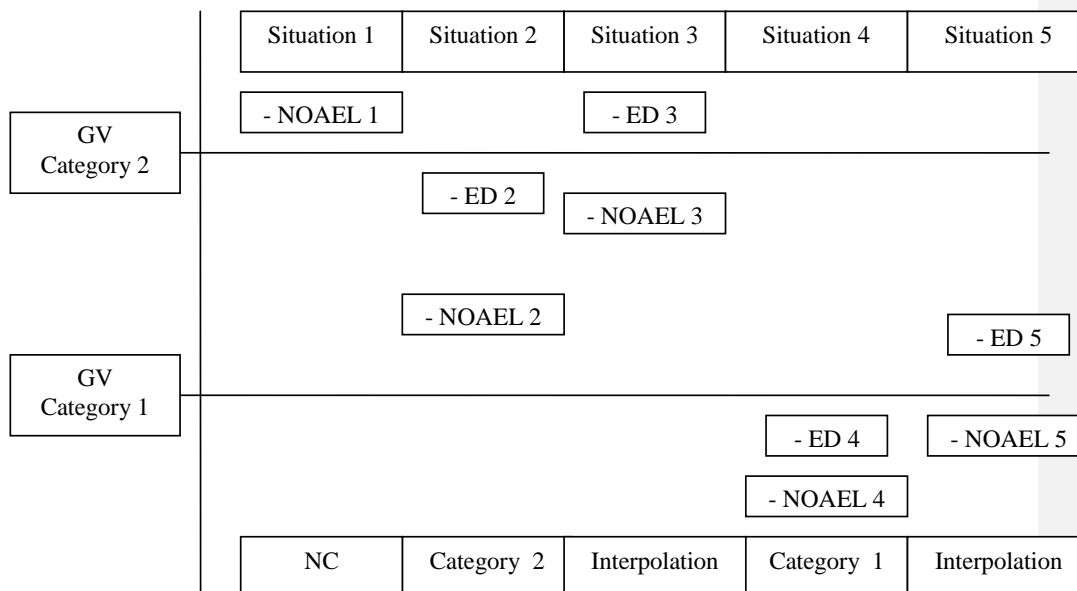 Situation 1
Situation 2
Situation 3
Situation 4
Situation 5
- NOAEL 1
- ED 3
GV
Category 2
- ED 2
- NOAEL 3
- NOAEL 2
- ED 5
GV
Category 1
- ED 4
- NOAEL 5
- NOAEL 4
NC
Category 2
Interpolation
Category 1
Interpolation